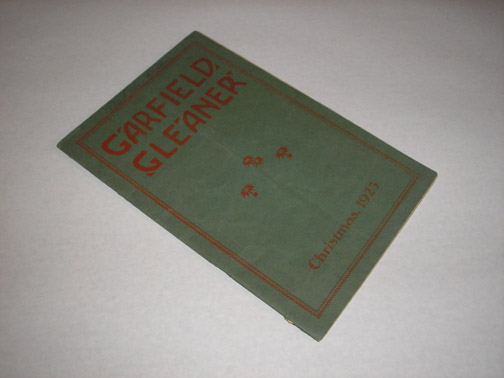 GARFIELD
GLEANER
Christmas, 1925